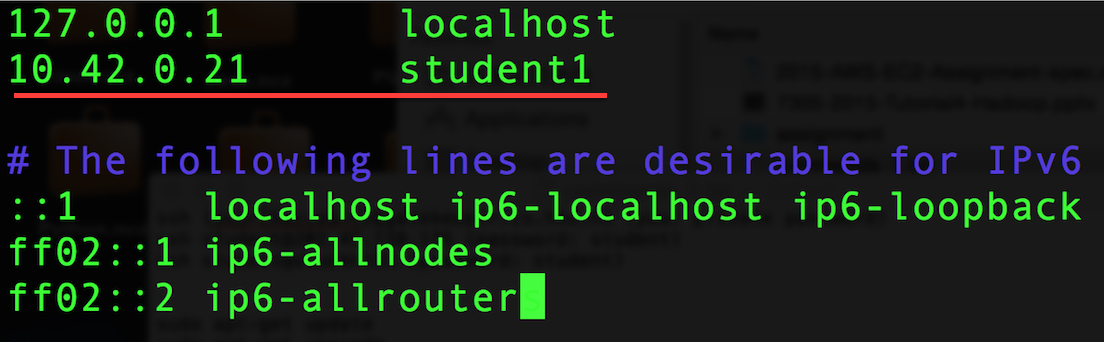 127.0.0.1 localhost
10.42.0.21 student1
# The following lines are desirable for IPv6
::1 localhost ip6-localhost ip6-loopback
ff02::1 ip6-allnodes
ff02::2 ip6-allrouters